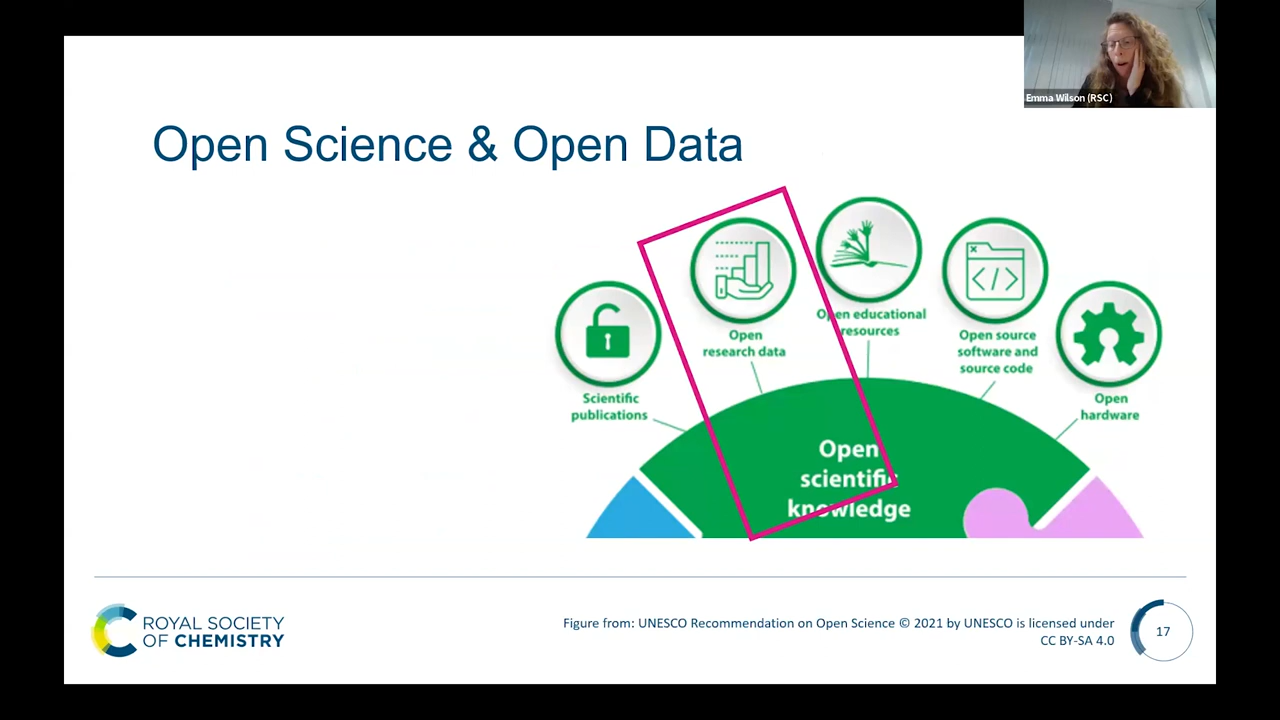 Emma Wilson (RSC)
Open Science & Open Data
Scientific
publications
Open
research data
Open educational
resources
Open source
software and
source code
</>
Open
hardware
Open
scientific
knowledge
ROYAL SOCIETY
OF CHEMISTRY
Figure from: UNESCO Recommendation on Open Science © 2021 by UNESCO is licensed under
CC BY-SA 4.0
17